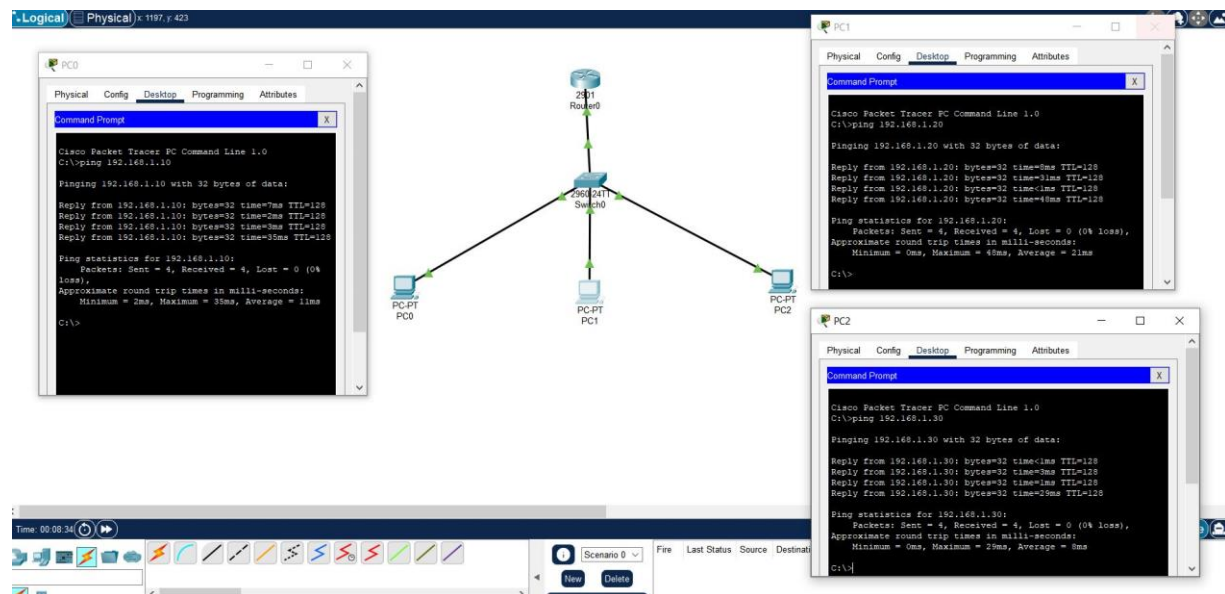 Logical Physical x: 1197, y: 423
PC0
Physical Config Desktop Programming Attributes
Command Prompt X
Cisco Packet Tracer PC Command Line 1.0
C:\>ping 192.168.1.10
Pinging 192.168.1.10 with 32 bytes of data:
Reply from 192.168.1.10: bytes=32 time=7ms TTL=128
Reply from 192.168.1.10: bytes=32 time=2ms TTL=128
Reply from 192.168.1.10: bytes=32 time=3ms TTL=128
Reply from 192.168.1.10: bytes=32 time=35ms TTL=128
Ping statistics for 192.168.1.10:
Packets: Sent = 4, Received = 4, Lost = 0 (0%
loss),
Approximate round trip times in milli-seconds:
Minimum = 2ms, Maximum = 35ms, Average = 11ms
C:\>
2901
Router0
2960-24TT
Switch0
PC-PT
PC0
PC-PT
PC1
PC-PT
PC2
PC1
Physical Config Desktop Programming Attributes
Command Prompt X
Cisco Packet Tracer PC Command Line 1.0
C:\>ping 192.168.1.20
Pinging 192.168.1.20 with 32 bytes of data:
Reply from 192.168.1.20: bytes=32 time=8ms TTL=128
Reply from 192.168.1.20: bytes=32 time=31ms TTL=128
Reply from 192.168.1.20: bytes=32 time<1ms TTL=128
Reply from 192.168.1.20: bytes=32 time=48ms TTL=128
Ping statistics for 192.168.1.20:
Packets: Sent = 4, Received = 4, Lost = 0 (0% loss),
Approximate round trip times in milli-seconds:
Minimum = 0ms, Maximum = 48ms, Average = 21ms
C:\>
PC2
Physical Config Desktop Programming Attributes
Command Prompt X
Cisco Packet Tracer PC Command Line 1.0
C:\>ping 192.168.1.30
Pinging 192.168.1.30 with 32 bytes of data:
Reply from 192.168.1.30: bytes=32 time<1ms TTL=128
Reply from 192.168.1.30: bytes=32 time=3ms TTL=128
Reply from 192.168.1.30: bytes=32 time=1ms TTL=128
Reply from 192.168.1.30: bytes=32 time=29ms TTL=128
Ping statistics for 192.168.1.30:
Packets: Sent = 4, Received = 4, Lost = 0 (0% loss),
Approximate round trip times in milli-seconds:
Minimum = 0ms, Maximum = 29ms, Average = 8ms
C:\>
Time: 00:08:34
Scenario 0
New Delete
Fire Last Status Source